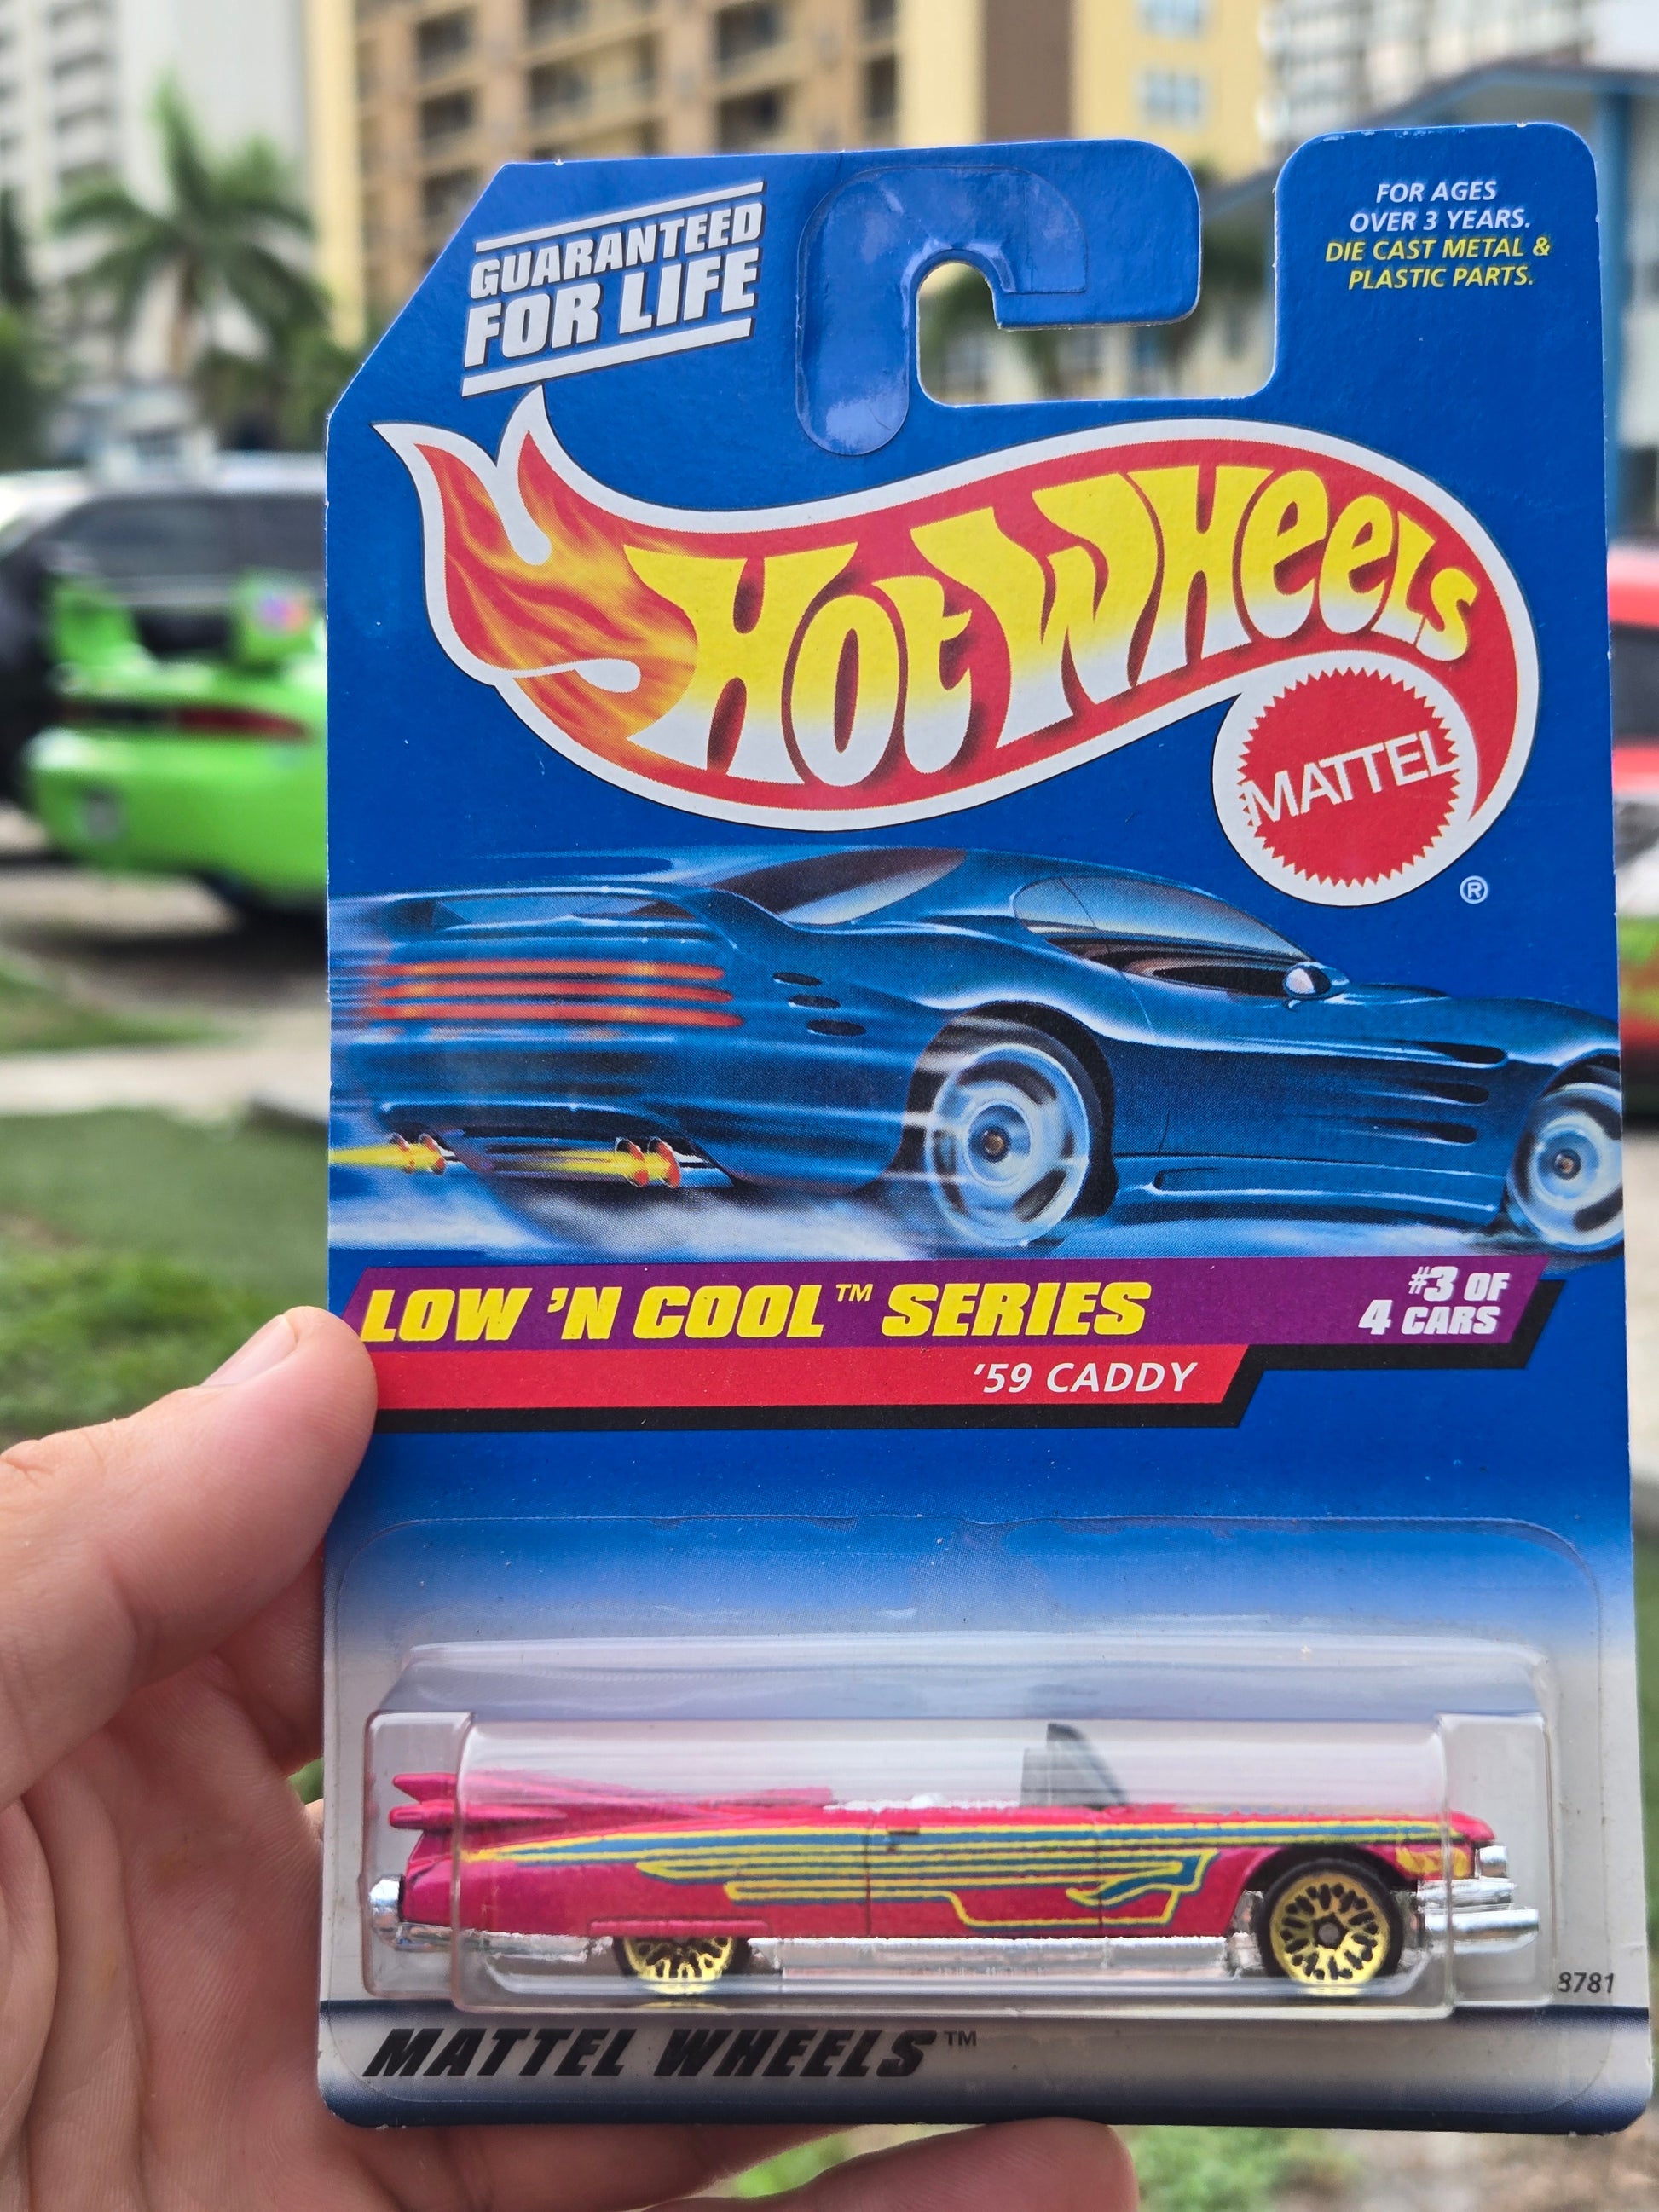 GUARANTEED
FOR LIFE
FOR AGES
OVER 3 YEARS.
DIE CAST METAL &
PLASTIC PARTS.
HOT WHEELS
MATTEL
®
LOW 'N COOL™ SERIES
#3 OF
4 CARS
'59 CADDY
8781
MATTEL WHEELS™